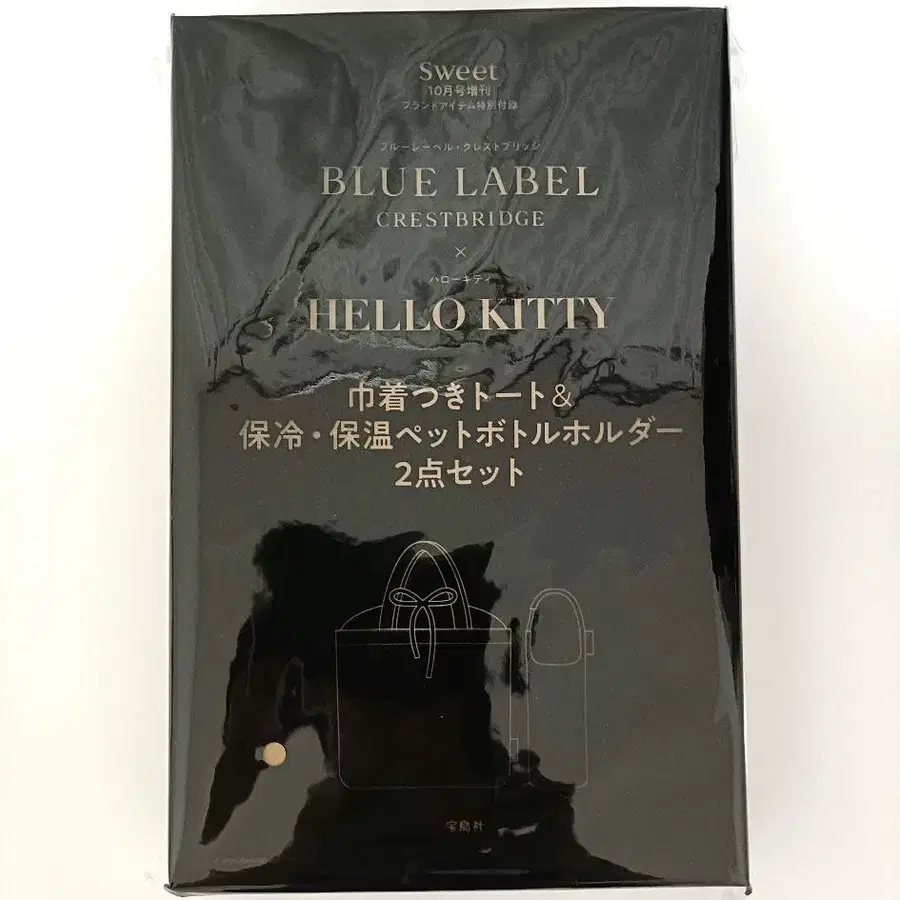 Sweet
10月号増刊
ブランドアイテム特別付録
ブルーレーベル・クレストブリッジ
BLUE LABEL
CRESTBRIDGE
×
ハローキティ
HELLO KITTY
巾着つきトート&
保冷・保温ペットボトルホルダー
2点セット
宝島社